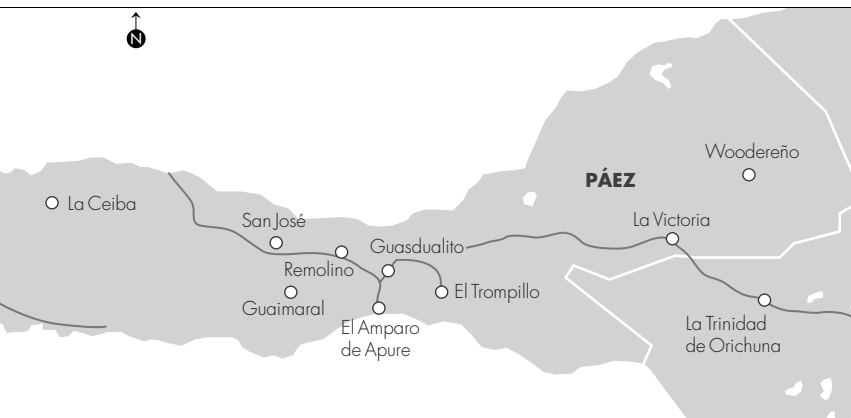 N
Woodereño
PÁEZ
La Ceiba
San José
La Victoria
Guasdualito
Remolino
El Trompillo
Guaimaral
El Amparo
de Apure
La Trinidad
de Orichuna